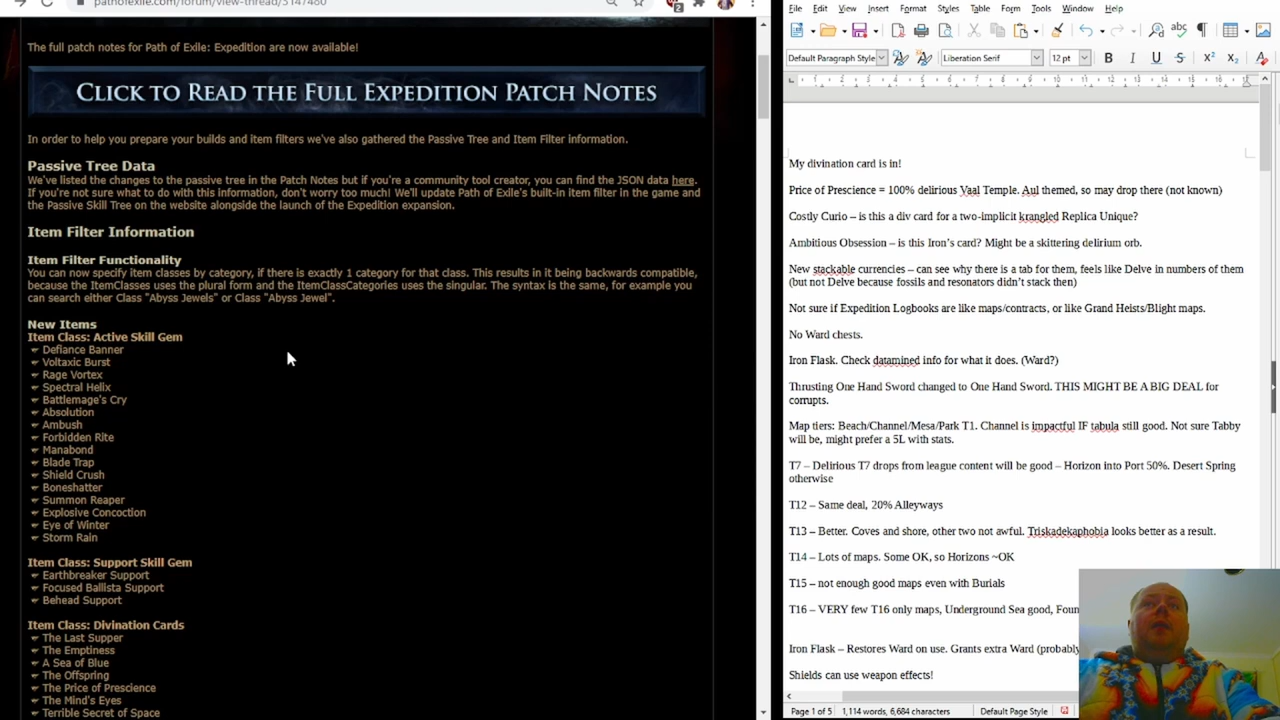 pathofexile.com/forum/view-thread/3147480
The full patch notes for Path of Exile: Expedition are now available!
CLICK TO READ THE FULL EXPEDITION PATCH NOTES
In order to help you prepare your builds and item filters we've also gathered the Passive Tree and Item Filter information.
Passive Tree Data
We've listed the changes to the passive tree in the Patch Notes but if you're a community tool creator, you can find the JSON data here.
If you're not sure what to do with this information, don't worry too much! We'll update Path of Exile's built-in item filter in the game and
the Passive Skill Tree on the website alongside the launch of the Expedition expansion.
Item Filter Information
Item Filter Functionality
You can now specify item classes by category, if there is exactly 1 category for that class. This results in it being backwards compatible,
because the ItemClasses uses the plural form and the ItemClassCategories uses the singular. The syntax is the same, for example you
can search either Class "Abyss Jewels" or Class "Abyss Jewel".
New Items
Item Class: Active Skill Gem
Defiance Banner
Voltaxic Burst
Rage Vortex
Spectral Helix
Battlemage's Cry
Absolution
Ambush
Forbidden Rite
Manabond
Blade Trap
Shield Crush
Boneshatter
Summon Reaper
Explosive Concoction
Eye of Winter
Storm Rain
Item Class: Support Skill Gem
Earthbreaker Support
Focused Ballista Support
Behead Support
Item Class: Divination Cards
The Last Supper
The Emptiness
A Sea of Blue
The Offspring
The Price of Prescience
The Mind's Eyes
Terrible Secret of Space
File Edit View Insert Format Styles Table Form Tools Window Help
Default Paragraph Style Liberation Serif 12 pt
My divination card is in!
Price of Prescience = 100% delirious Vaal Temple. Aul themed, so may drop there (not known)
Costly Curio – is this a div card for a two-implicit krangled Replica Unique?
Ambitious Obsession – is this Iron's card? Might be a skittering delirium orb.
New stackable currencies – can see why there is a tab for them, feels like Delve in numbers of them
(but not Delve because fossils and resonators didn't stack then)
Not sure if Expedition Logbooks are like maps/contracts, or like Grand Heists/Blight maps.
No Ward chests.
Iron Flask. Check datamined info for what it does. (Ward?)
Thrusting One Hand Sword changed to One Hand Sword. THIS MIGHT BE A BIG DEAL for
corrupts.
Map tiers: Beach/Channel/Mesa/Park T1. Channel is impactful IF tabula still good. Not sure Tabby
will be, might prefer a 5L with stats.
T7 – Delirious T7 drops from league content will be good – Horizon into Port 50%. Desert Spring
otherwise
T12 – Same deal, 20% Alleyways
T13 – Better. Coves and shore, other two not awful. Triskadekaphobia looks better as a result.
T14 – Lots of maps. Some OK, so Horizons ~OK
T15 – not enough good maps even with Burials
T16 – VERY few T16 only maps, Underground Sea good, Foun
Iron Flask – Restores Ward on use. Grants extra Ward (probably
Shields can use weapon effects!
Page 1 of 5 1,114 words, 6,684 characters Default Page Style